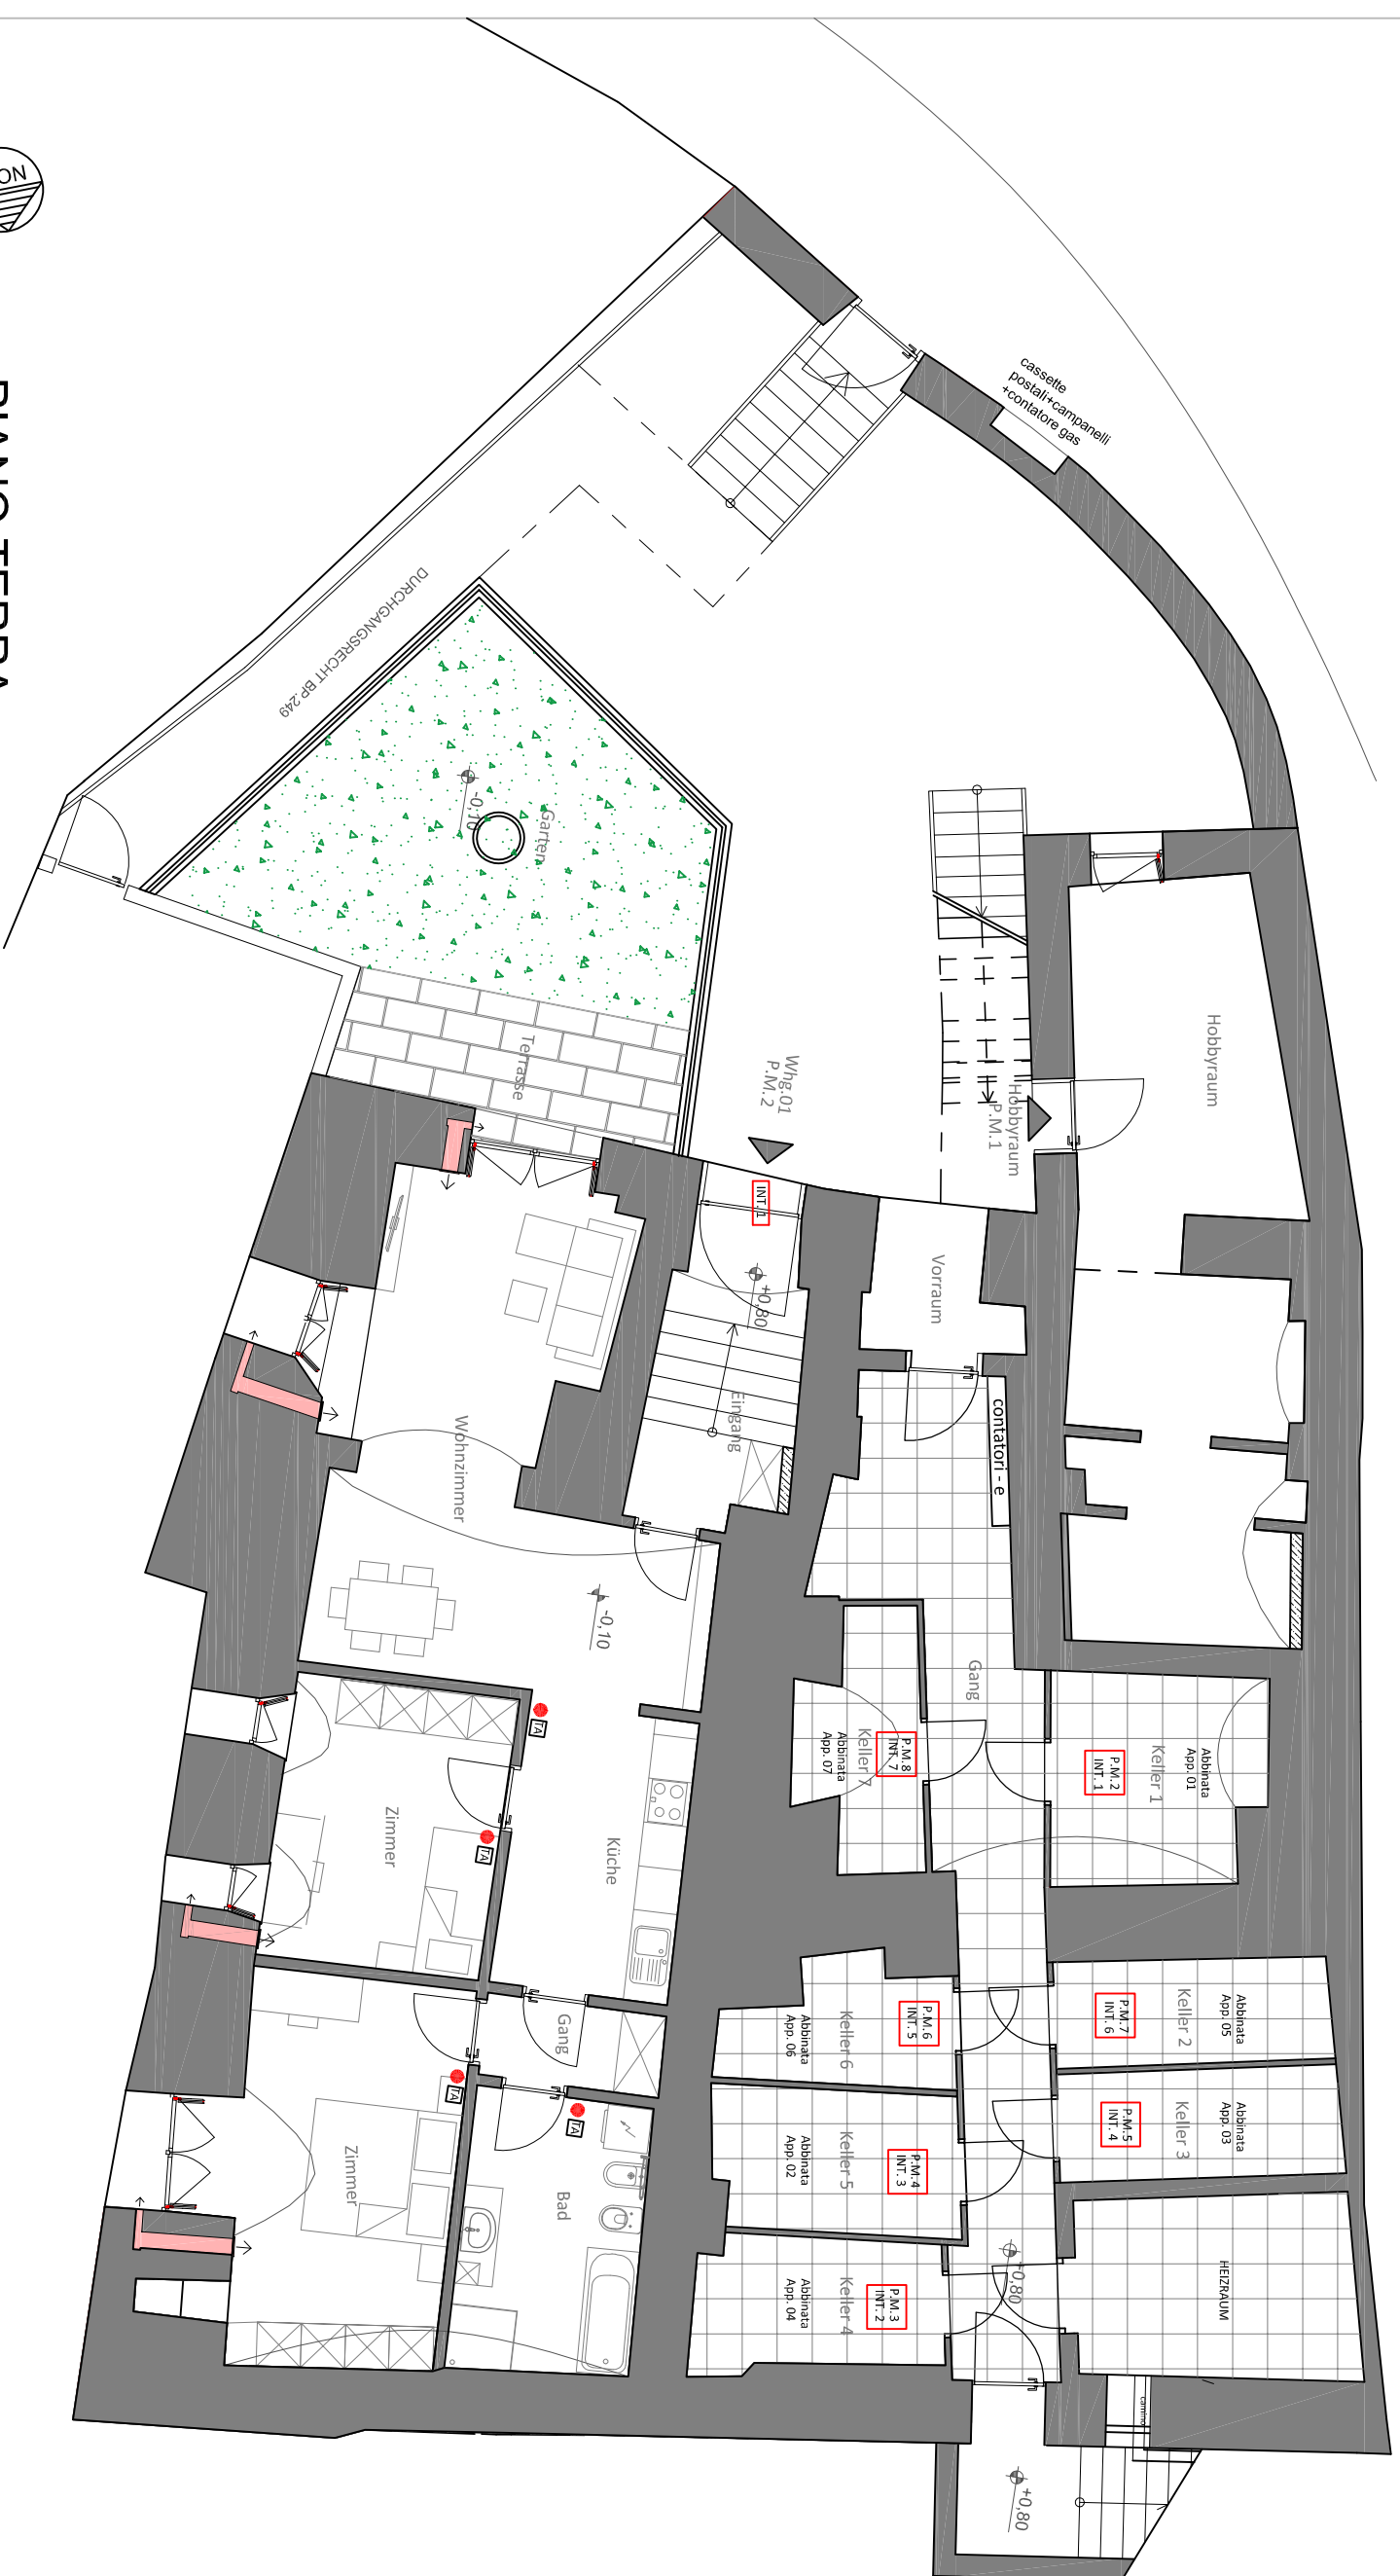 cassette
postali+campanelli
+contatore gas
DURCHGANGSRECHT BP.249
Garten
-0,10
Terrasse
Whg.01
P.M.2
Hobbyraum
P.M.1
Hobbyraum
INT. 1
+0,80
Vorraum
Eingang
contatori - e
Wohnzimmer
-0,10
Gang
Abbinata
App. 01
Keller 1
P.M.2
INT. 1
P.M.8
INT. 7
Keller 7
Abbinata
App. 07
TA
TA
Zimmer
Küche
Abbinata
App. 05
Keller 2
P.M.7
INT. 6
P.M.6
INT. 5
Keller 6
Abbinata
App. 06
Gang
TA
TA
Abbinata
App. 03
Keller 3
P.M.5
INT. 4
P.M.4
INT. 3
Keller 5
Abbinata
App. 02
Zimmer
Bad
HEIZRAUM
+0,80
P.M.3
INT. 2
Keller 4
Abbinata
App. 04
camino
+0,80